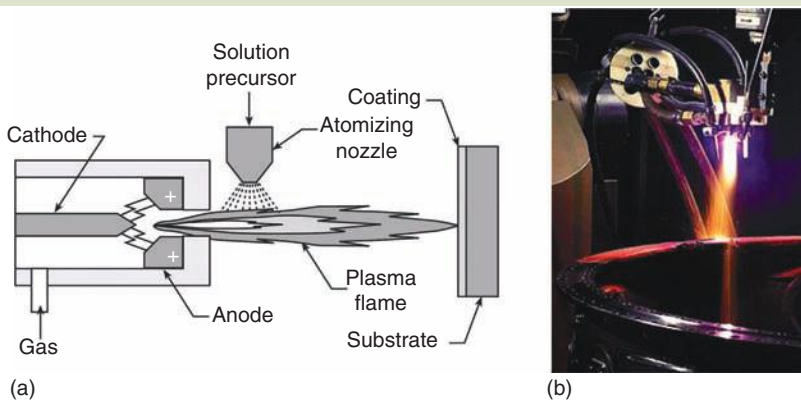 Solution
precursor
Coating
Cathode
Atomizing
nozzle
+
+
Plasma
flame
Anode
Substrate
Gas
(a)
(b)